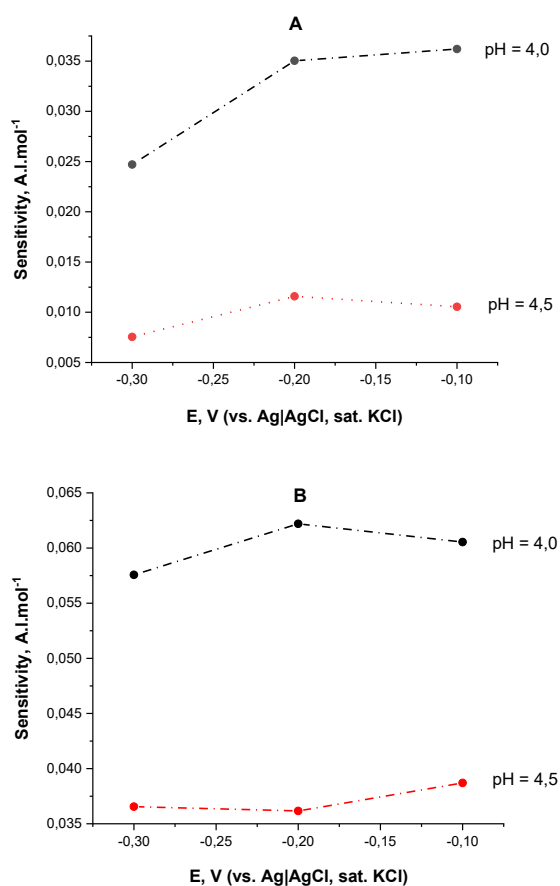 A
0,035
0,030
0,025
0,020
0,015
0,010
0,005
Sensitivity, A.l.mol⁻¹
pH = 4,0
pH = 4,5
-0,30 -0,25 -0,20 -0,15 -0,10
E, V (vs. Ag|AgCl, sat. KCl)
B
0,065
0,060
0,055
0,050
0,045
0,040
0,035
Sensitivity, A.l.mol⁻¹
pH = 4,0
pH = 4,5
-0,30 -0,25 -0,20 -0,15 -0,10
E, V (vs. Ag|AgCl, sat. KCl)